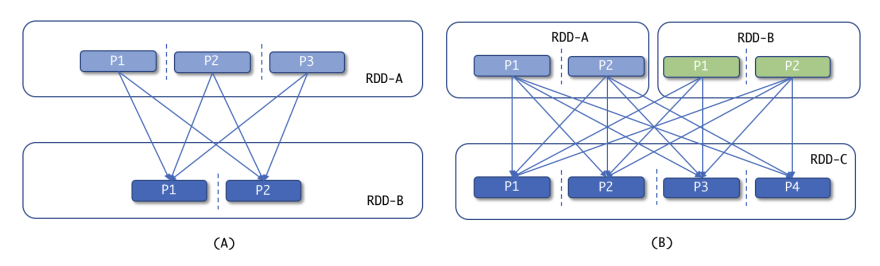 P1 P2 P3
RDD-A
P1 P2
RDD-B
(A)
RDD-A RDD-B
P1 P2 P1 P2
RDD-C
P1 P2 P3 P4
(B)